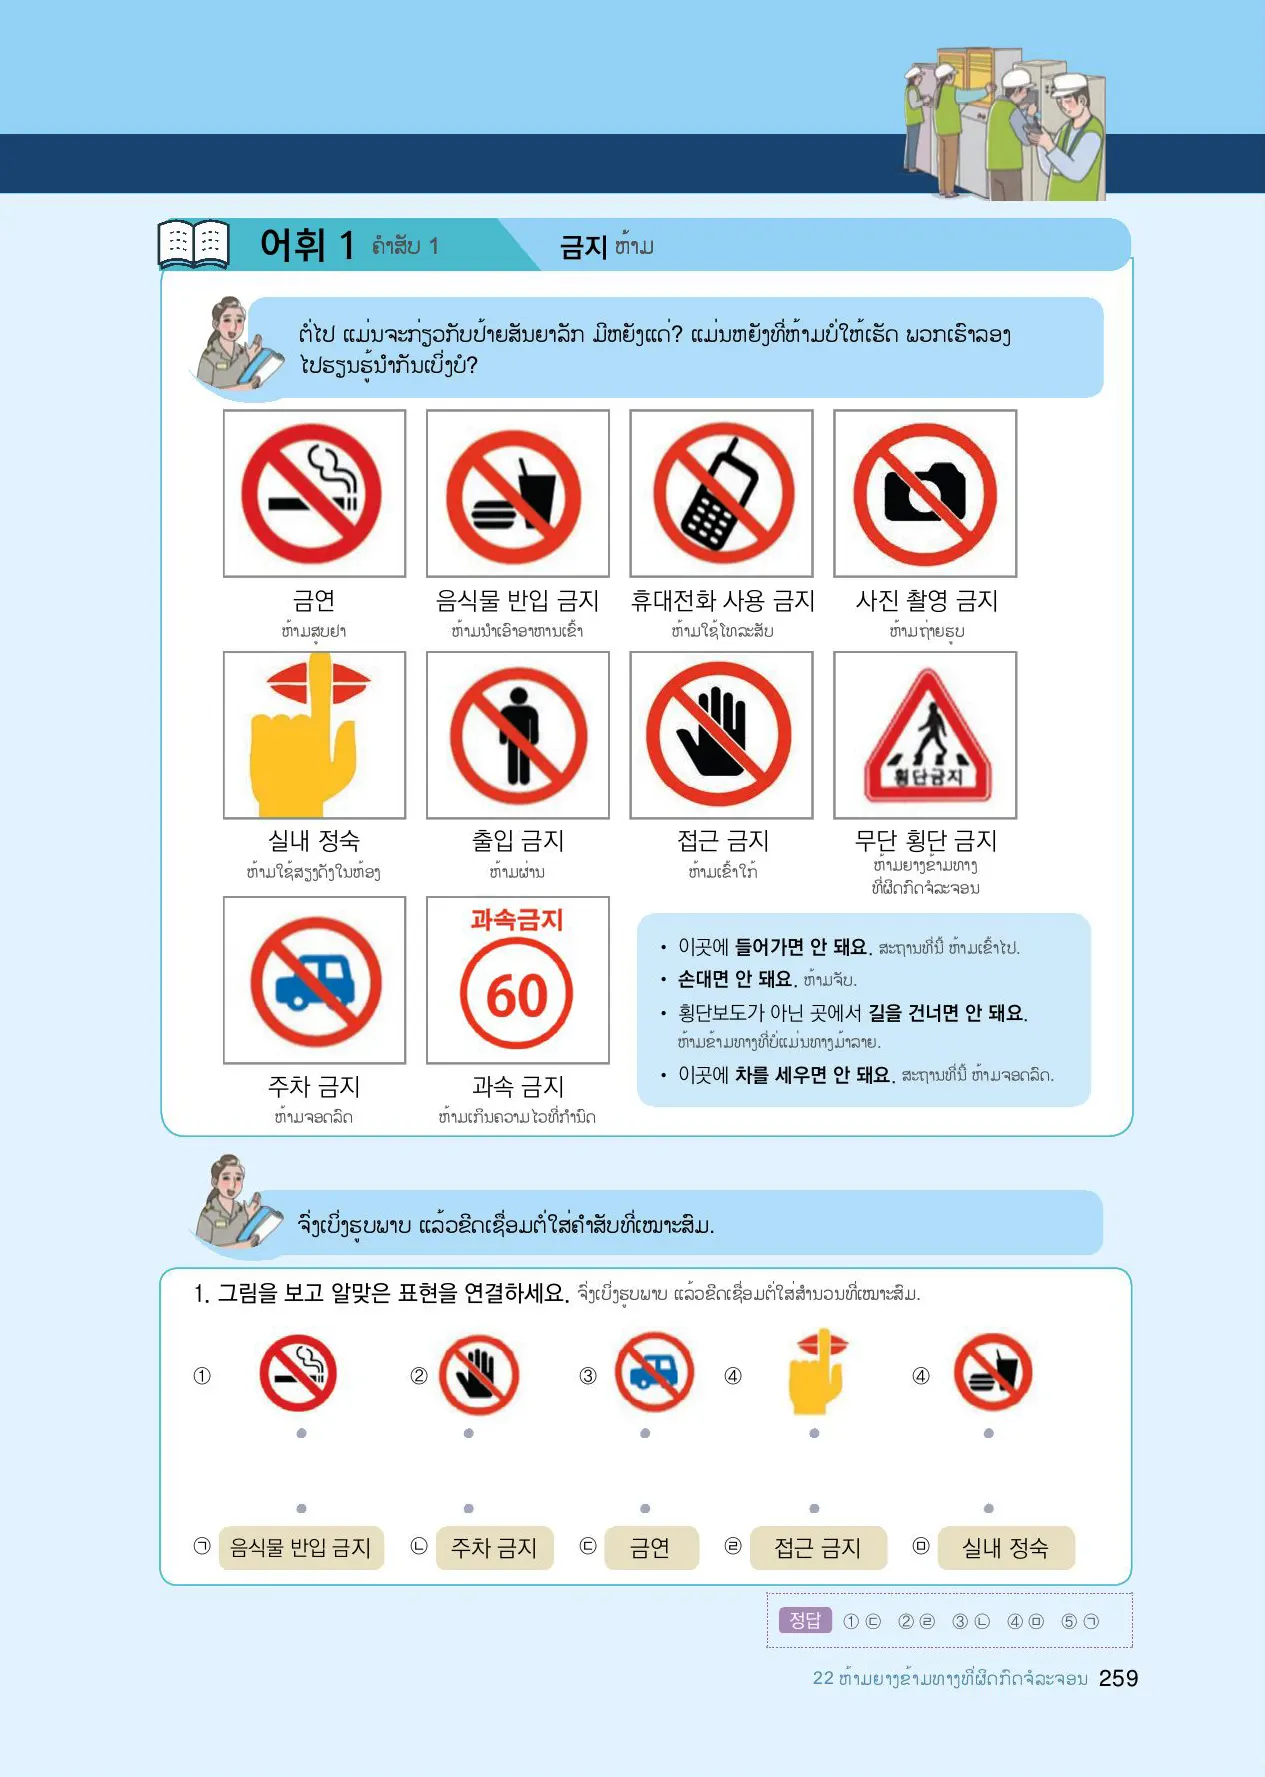 어휘 1 ຄຳສັບ 1 금지 ຫ້າມ
ຕໍ່ໄປ ແມ່ນຈະກ່ຽວກັບປ້າຍສັນຍາລັກ ມີຫຍັງແດ່? ແມ່ນຫຍັງທີ່ຫ້າມບໍ່ໃຫ້ເຮັດ ພວກເຮົາລອງ
ໄປຮຽນຮູ້ນຳກັນເບິ່ງບໍ?
금연 음식물 반입 금지 휴대전화 사용 금지 사진 촬영 금지
ຫ້າມສູບຢາ ຫ້າມນຳເອົາອາຫານເຂົ້າ ຫ້າມໃຊ້ໂທລະສັບ ຫ້າມຖ່າຍຮູບ
횡단금지
실내 정숙 출입 금지 접근 금지 무단 횡단 금지
ຫ້າມໃຊ້ສຽງດັງໃນຫ້ອງ ຫ້າມຜ່ານ ຫ້າມເຂົ້າໃກ້ ຫ້າມຍາງຂ້າມທາງ
ທີ່ຜິດກົດຈໍລະຈອນ
과속금지
60
주차 금지 과속 금지
ຫ້າມຈອດລົດ ຫ້າມເກີນຄວາມໄວທີ່ກຳນົດ
• 이곳에 들어가면 안 돼요. ສະຖານທີ່ນີ້ ຫ້າມເຂົ້າໄປ.
• 손대면 안 돼요. ຫ້າມຈັບ.
• 횡단보도가 아닌 곳에서 길을 건너면 안 돼요.
ຫ້າມຂ້າມທາງທີ່ບໍ່ແມ່ນທາງມ້າລາຍ.
• 이곳에 차를 세우면 안 돼요. ສະຖານທີ່ນີ້ ຫ້າມຈອດລົດ.
ຈົ່ງເບິ່ງຮູບພາບ ແລ້ວຂີດເຊື່ອມຕໍ່ໃສ່ຄຳສັບທີ່ເໝາະສົມ.
1. 그림을 보고 알맞은 표현을 연결하세요. ຈົ່ງເບິ່ງຮູບພາບ ແລ້ວຂີດເຊື່ອມຕໍ່ໃສ່ສຳນວນທີ່ເໝາະສົມ.
① ② ③ ④ ④
㉠ 음식물 반입 금지 ㉡ 주차 금지 ㉢ 금연 ㉣ 접근 금지 ㉤ 실내 정숙
정답 ① ㉢ ② ㉣ ③ ㉡ ④ ㉤ ⑤ ㉠
22 ຫ້າມຍາງຂ້າມທາງທີ່ຜິດກົດຈໍລະຈອນ 259